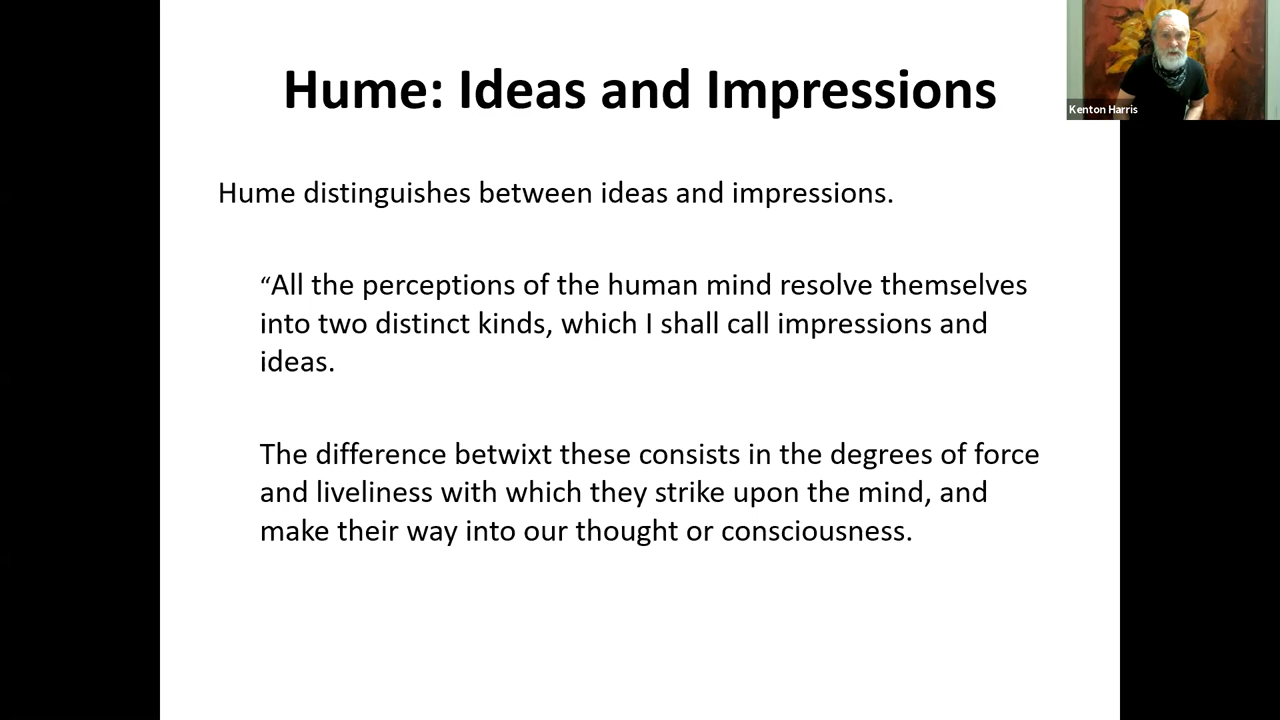 Hume: Ideas and Impressions
Kenton Harris
Hume distinguishes between ideas and impressions.
“All the perceptions of the human mind resolve themselves
into two distinct kinds, which I shall call impressions and
ideas.
The difference betwixt these consists in the degrees of force
and liveliness with which they strike upon the mind, and
make their way into our thought or consciousness.